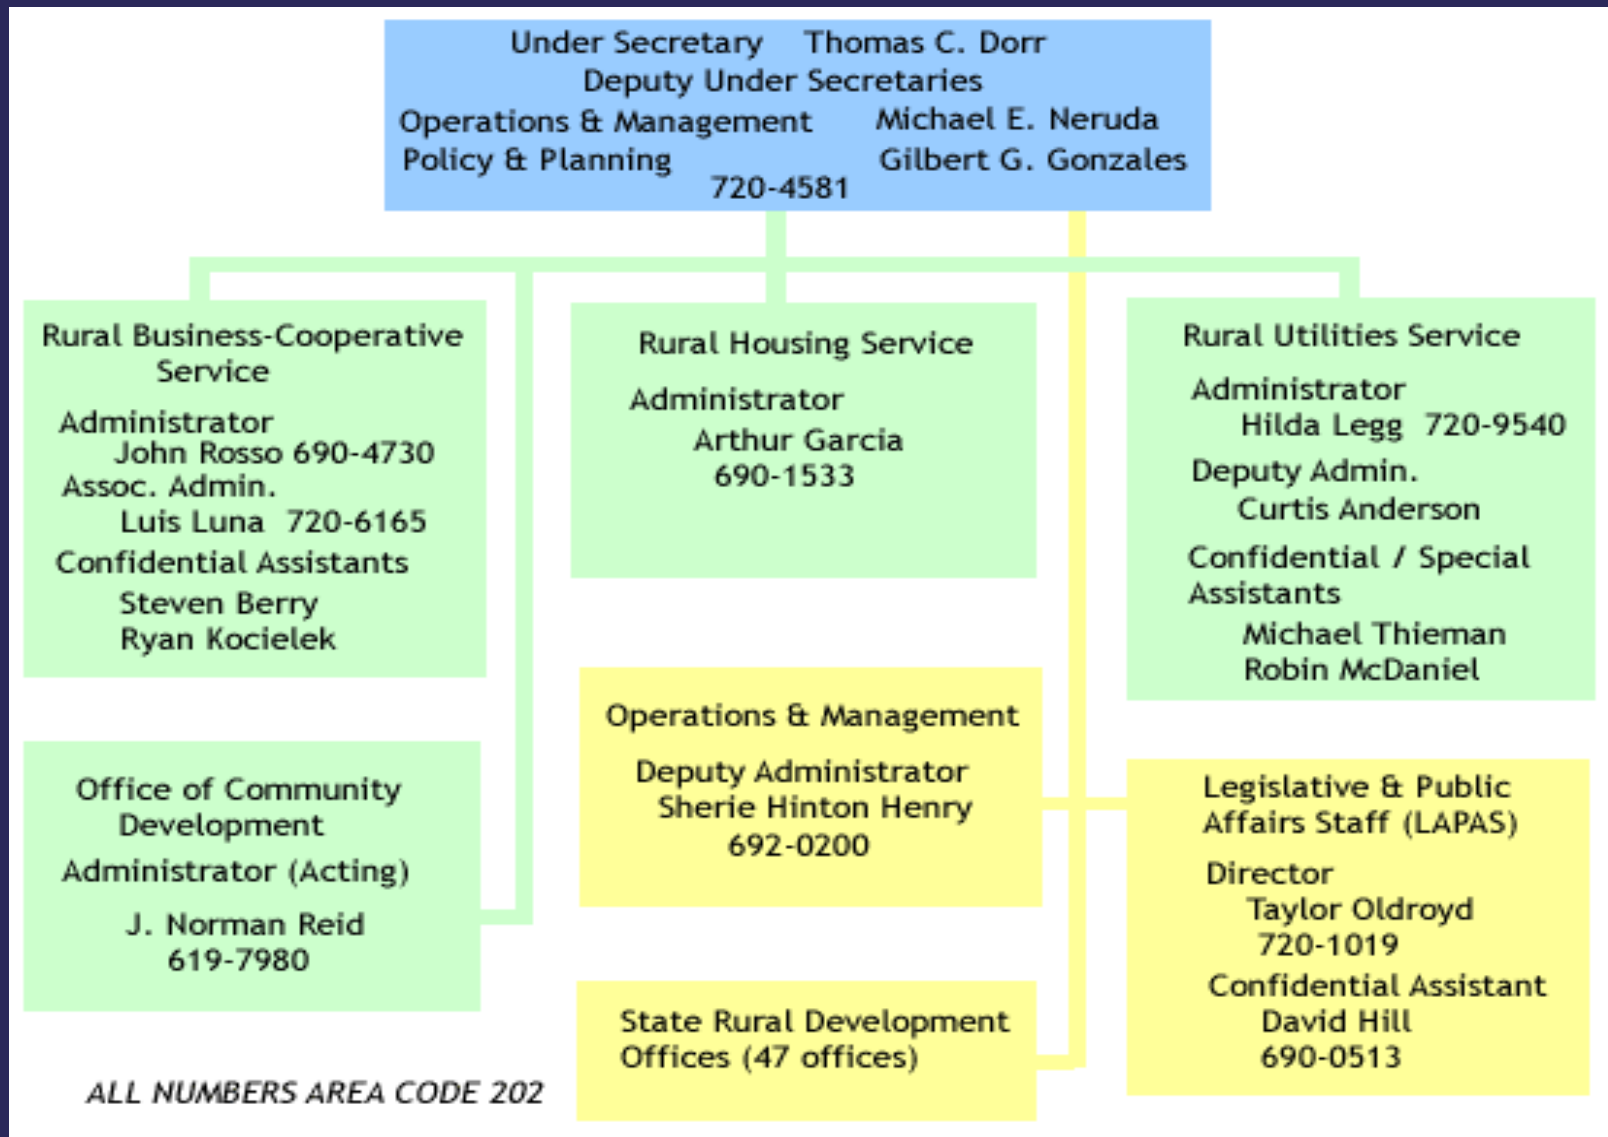 Under Secretary Thomas C. Dorr
Deputy Under Secretaries
Operations & Management Michael E. Neruda
Policy & Planning Gilbert G. Gonzales
720-4581
Rural Business-Cooperative
Service
Administrator
John Rosso 690-4730
Assoc. Admin.
Luis Luna 720-6165
Confidential Assistants
Steven Berry
Ryan Kocielek
Rural Housing Service
Administrator
Arthur Garcia
690-1533
Rural Utilities Service
Administrator
Hilda Legg 720-9540
Deputy Admin.
Curtis Anderson
Confidential / Special
Assistants
Michael Thieman
Robin McDaniel
Office of Community
Development
Administrator (Acting)
J. Norman Reid
619-7980
Operations & Management
Deputy Administrator
Sherie Hinton Henry
692-0200
Legislative & Public
Affairs Staff (LAPAS)
Director
Taylor Oldroyd
720-1019
Confidential Assistant
David Hill
690-0513
State Rural Development
Offices (47 offices)
ALL NUMBERS AREA CODE 202